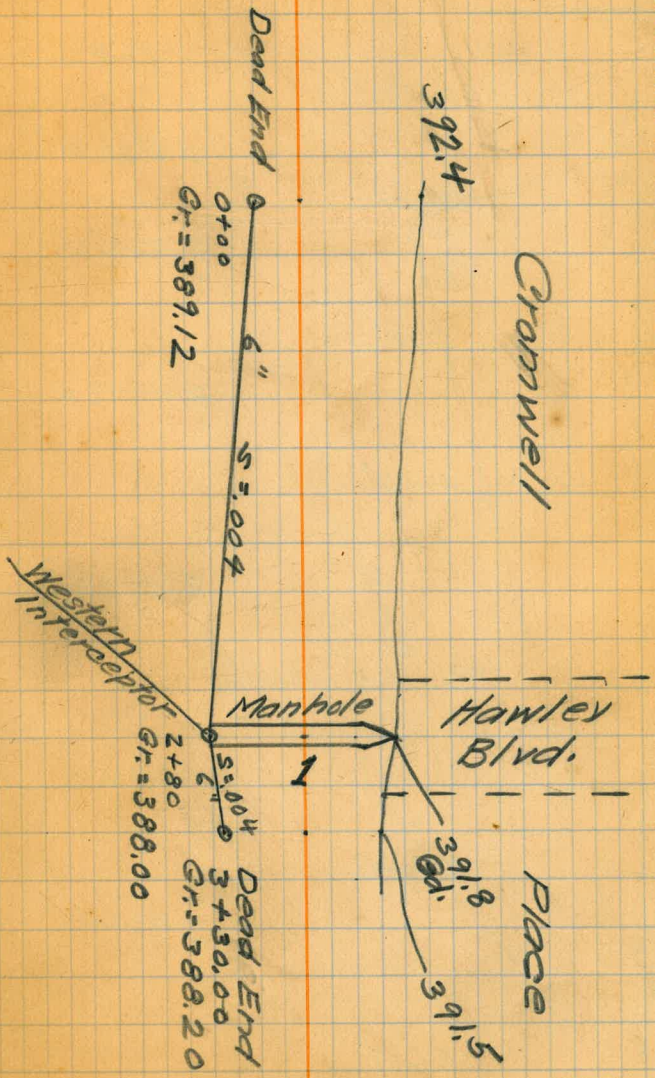 Cromwell
Place
392.4
Hawley
Blvd.
391.8
Gd.
391.5
Manhole
1
Dead End
0+00
Gr. = 389.12
6" S = .004
Western
Interceptor
2+80
Gr. = 388.00
S = .004
6"
Dead End
3+30.00
Gr. = 388.20